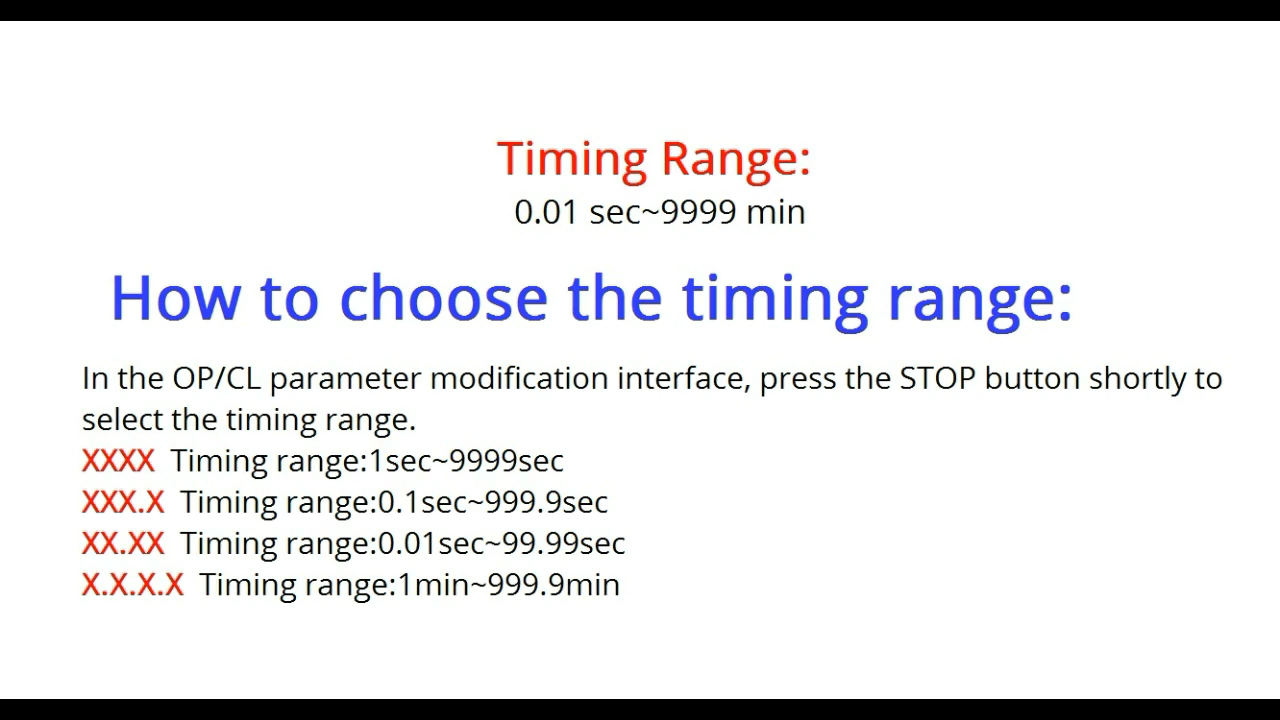 Timing Range:
0.01 sec~9999 min
How to choose the timing range:
In the OP/CL parameter modification interface, press the STOP button shortly to
select the timing range.
XXXX Timing range:1sec~9999sec
XXX.X Timing range:0.1sec~999.9sec
XX.XX Timing range:0.01sec~99.99sec
X.X.X.X Timing range:1min~999.9min